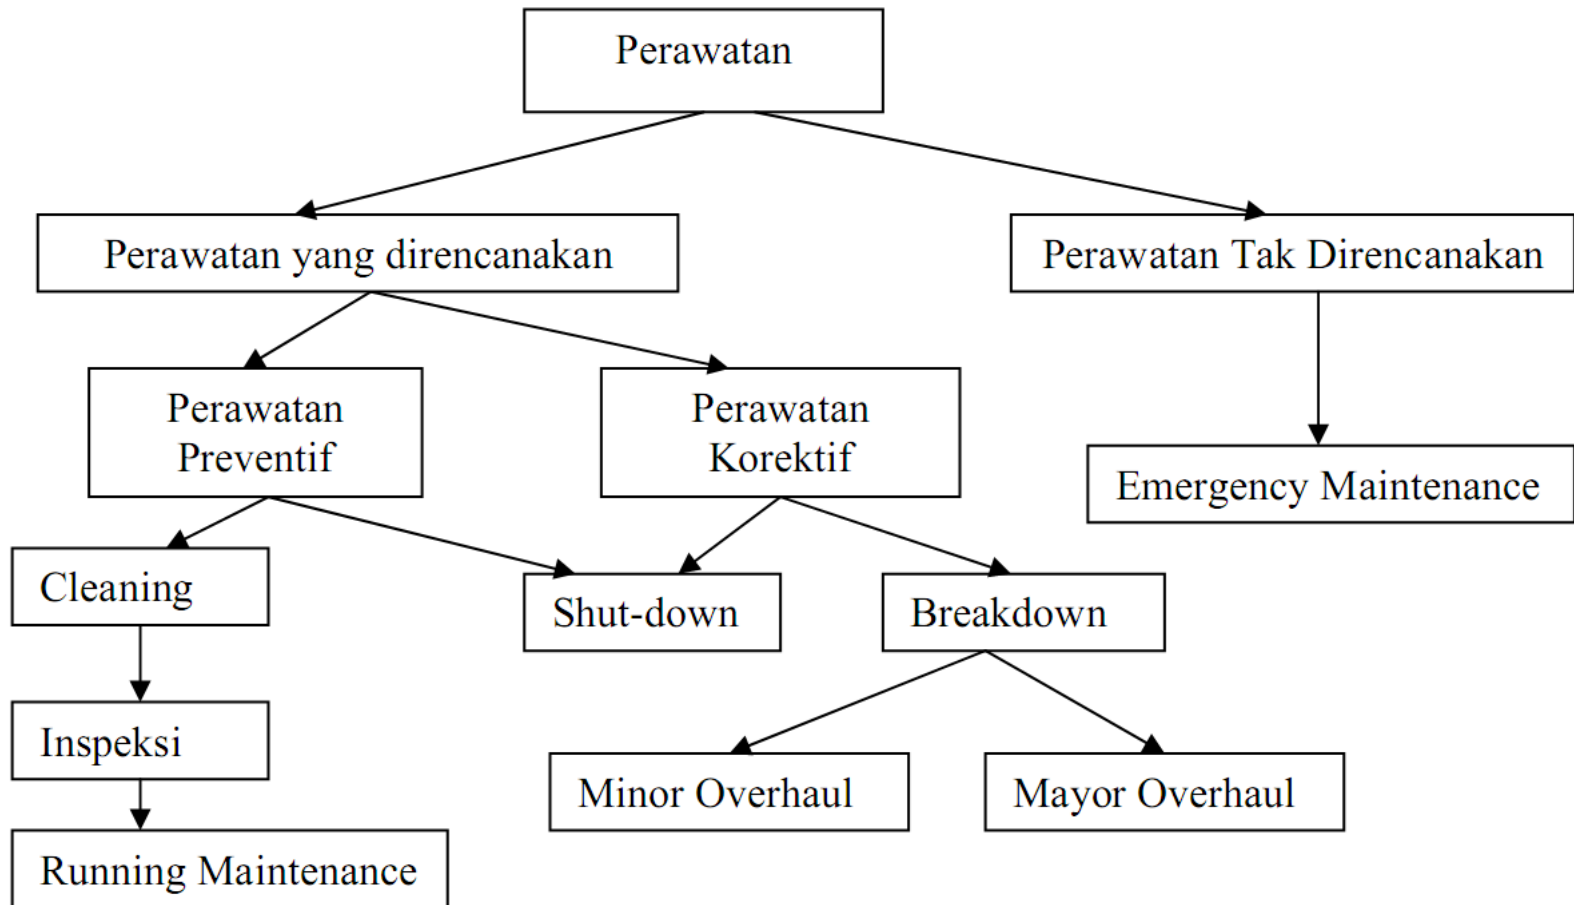 Perawatan
Perawatan yang direncanakan
Perawatan Tak Direncanakan
Perawatan
Preventif
Perawatan
Korektif
Emergency Maintenance
Cleaning
Shut-down
Breakdown
Inspeksi
Minor Overhaul
Mayor Overhaul
Running Maintenance